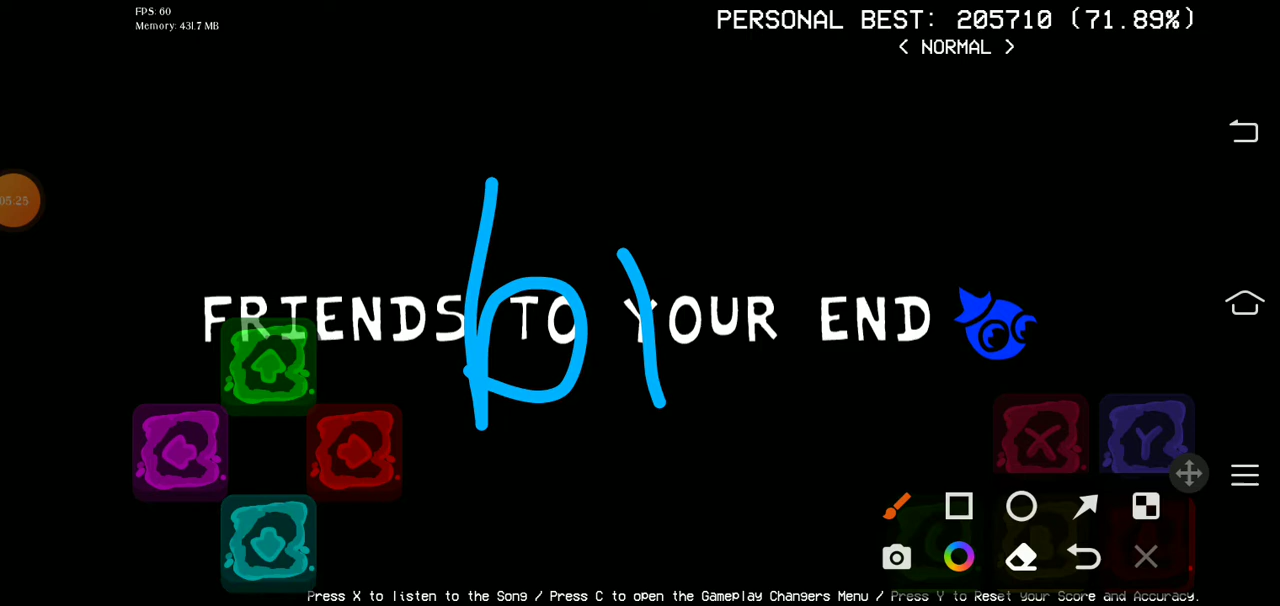 FPS: 60
Memory: 431.7 MB
PERSONAL BEST: 205710 (71.89%)
< NORMAL >
05:25
FRIENDS TO YOUR END
X Y
Press X to listen to the Song / Press C to open the Gameplay Changers Menu / Press Y to Reset your Score and Accuracy.